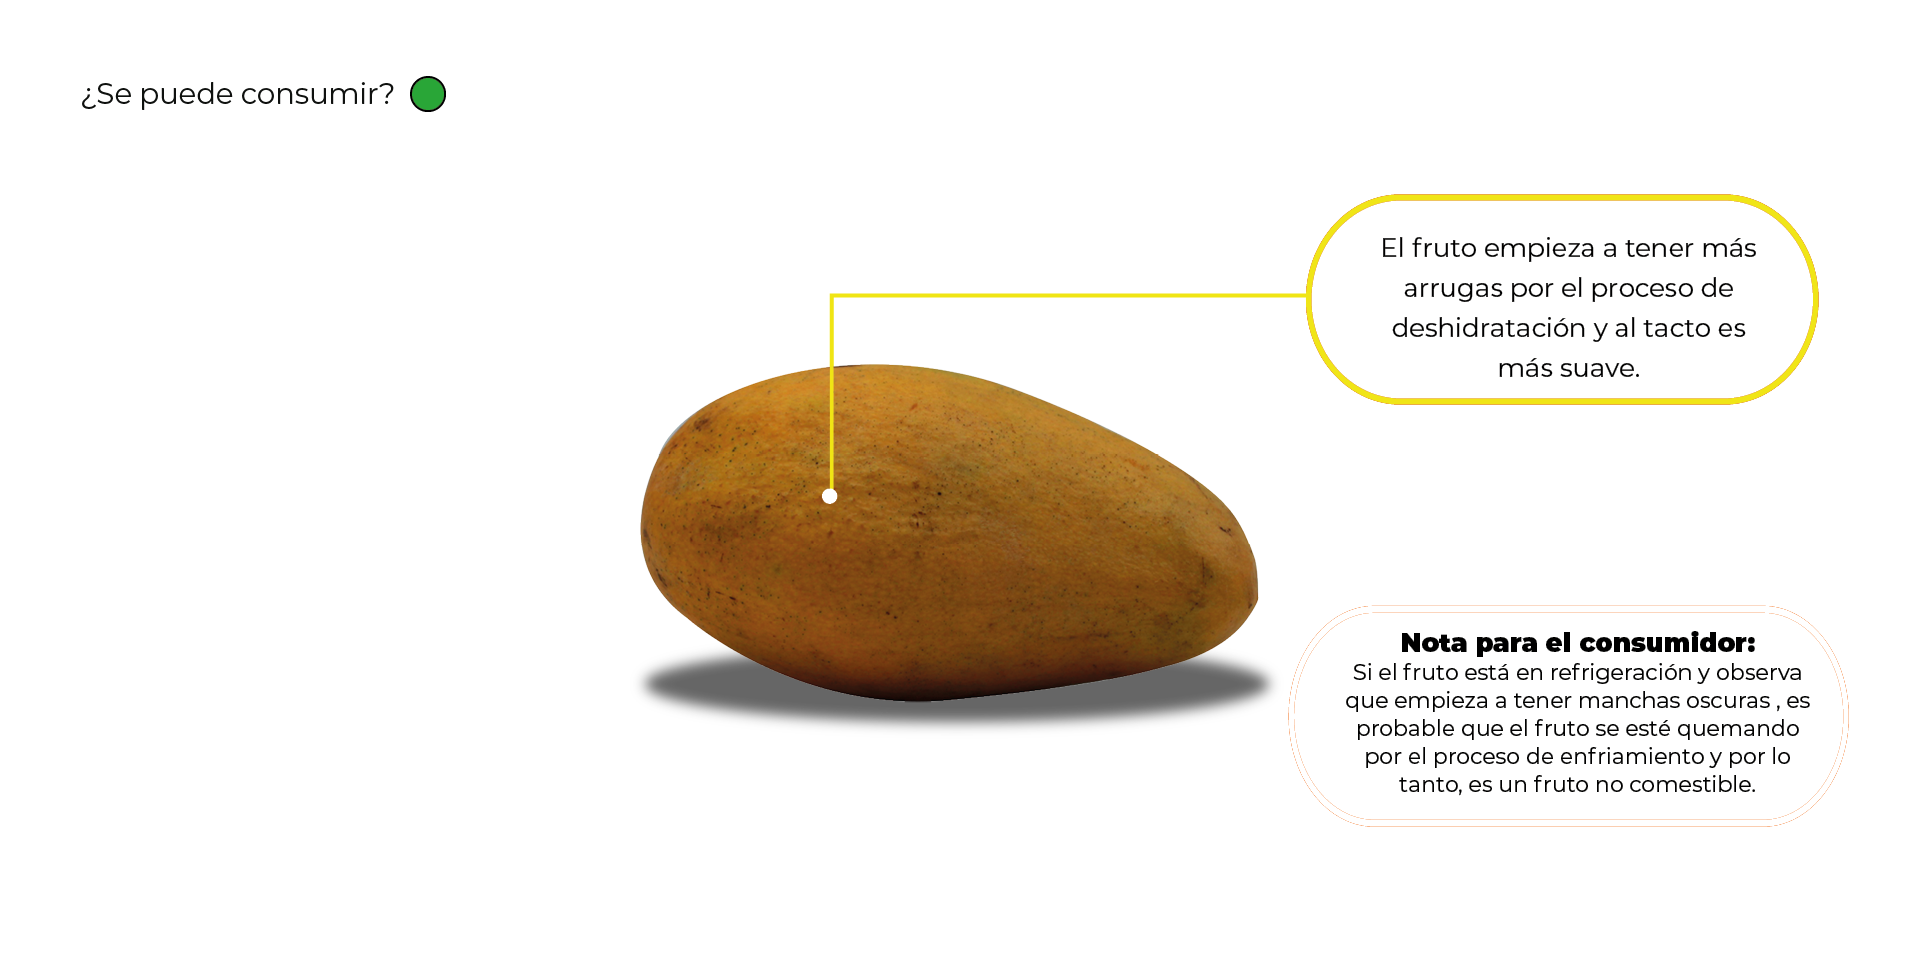 ¿Se puede consumir?
El fruto empieza a tener más
arrugas por el proceso de
deshidratación y al tacto es
más suave.
Nota para el consumidor:
Si el fruto está en refrigeración y observa
que empieza a tener manchas oscuras , es
probable que el fruto se esté quemando
por el proceso de enfriamiento y por lo
tanto, es un fruto no comestible.